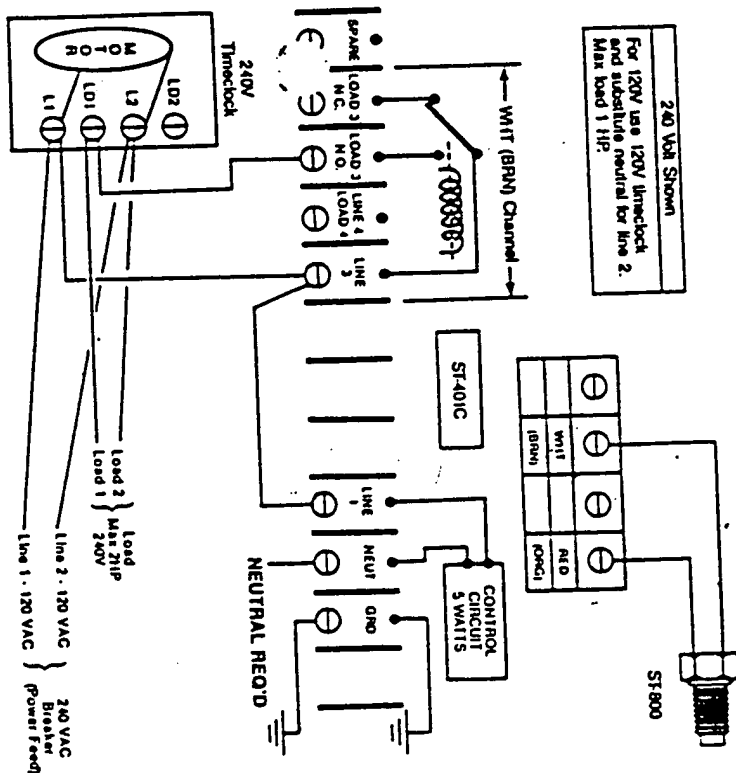 240 Volt Shown
For 120V use 120V timeclock
and substitute neutral for line 2.
Max load 1 HP.
240V
Timeclock
MOTOR
L1
LD1
L2
LD2
SPARE
LOAD 3
N.C.
LOAD 3
N.O.
LINE 4
LOAD 4
LINE
3
WHT (BRN) Channel
ST-401C
LINE
1
NEUT
GRD
NEUTRAL REQ'D
CONTROL
CIRCUIT
5 WATTS
WHT
(BRN)
RED
(ORG)
ST-800
Load 2
Load 1
Load
Max 2HP
240V
Line 2 - 120 VAC
Line 1 - 120 VAC
240 VAC
Breaker
(Power Feed)